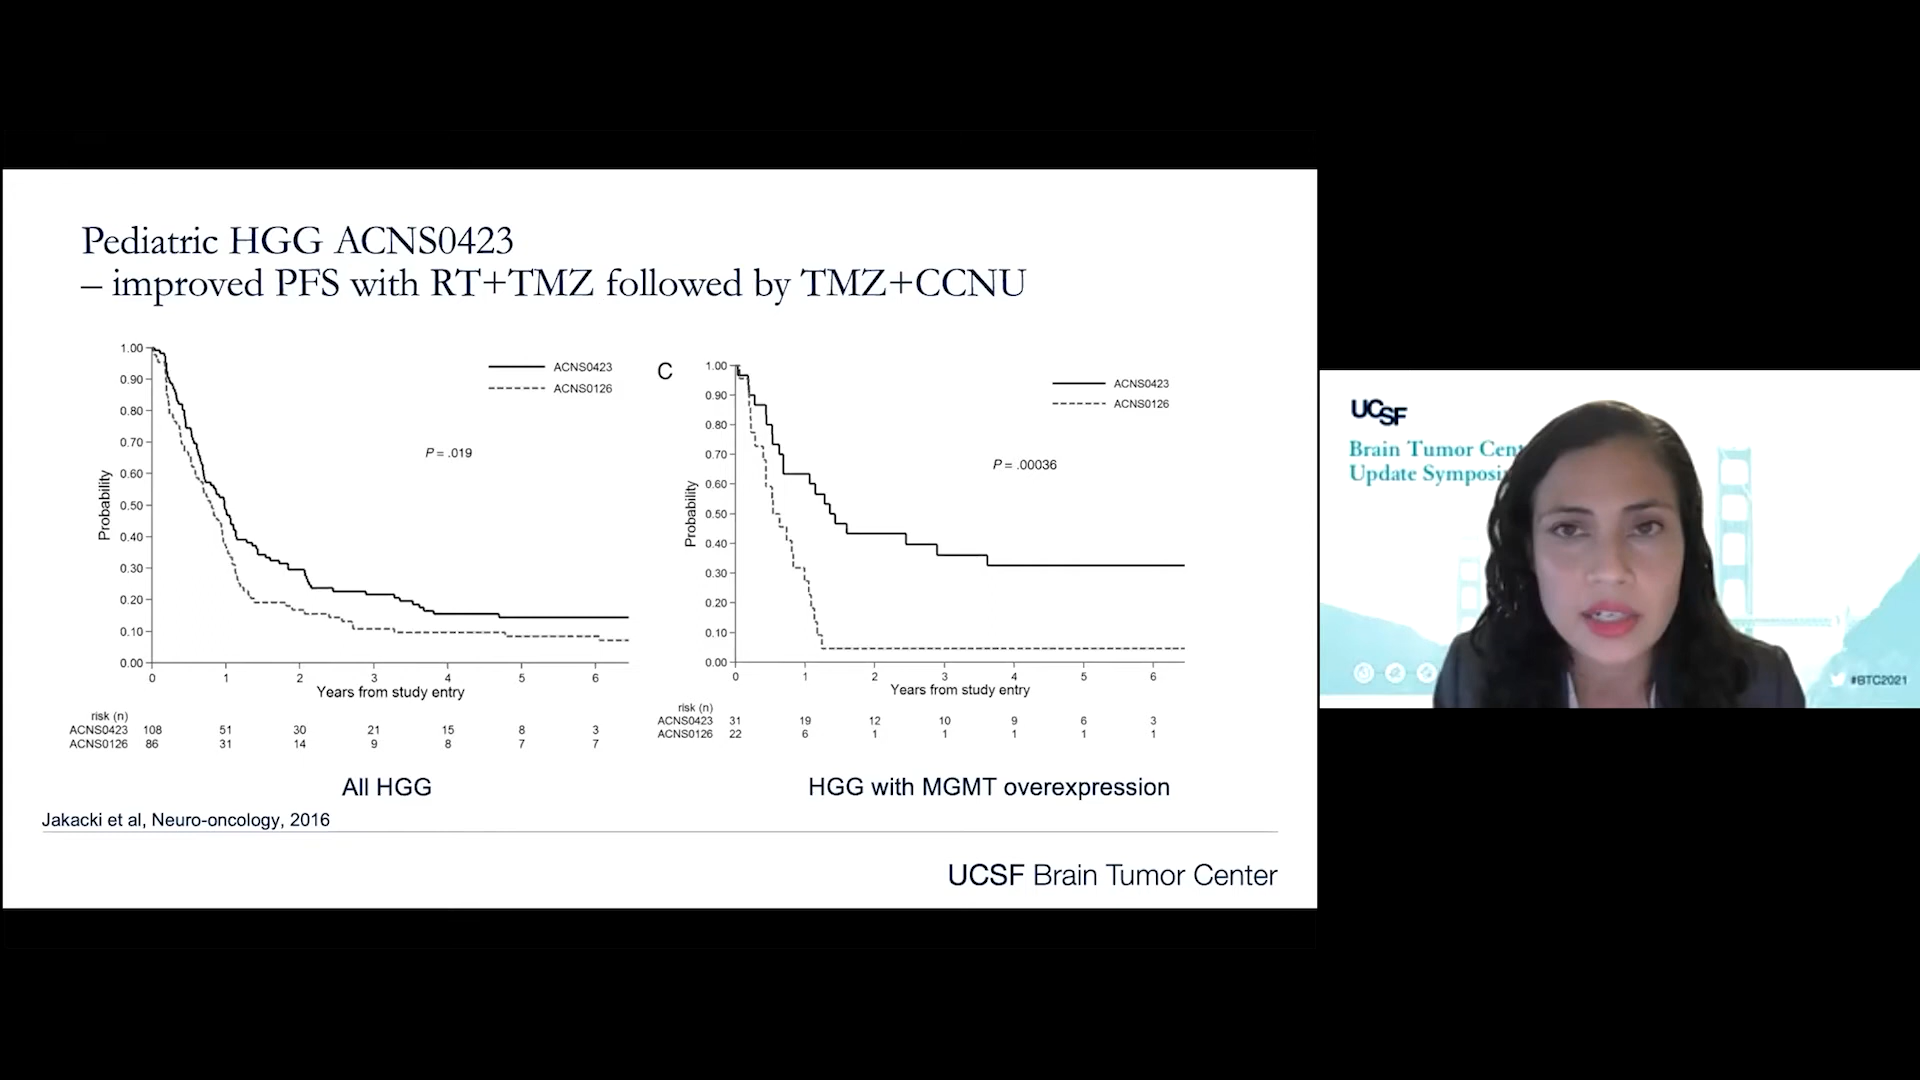 Pediatric HGG ACNS0423
– improved PFS with RT+TMZ followed by TMZ+CCNU
1.00
0.90
0.80
0.70
0.60
0.50
0.40
0.30
0.20
0.10
0.00
Probability
ACNS0423
ACNS0126
P = .019
0 1 2 3 4 5 6
Years from study entry
risk (n)
ACNS0423 108 51 30 21 15 8 3
ACNS0126 86 31 14 9 8 7 7
All HGG
C
1.00
0.90
0.80
0.70
0.60
0.50
0.40
0.30
0.20
0.10
0.00
Probability
ACNS0423
ACNS0126
P = .00036
0 1 2 3 4 5 6
Years from study entry
risk (n)
ACNS0423 31 19 12 10 9 6 3
ACNS0126 22 6 1 1 1 1 1
HGG with MGMT overexpression
Jakacki et al, Neuro-oncology, 2016
UCSF Brain Tumor Center
UCSF
Brain Tumor Cen
Update Symposi
#BTC2021